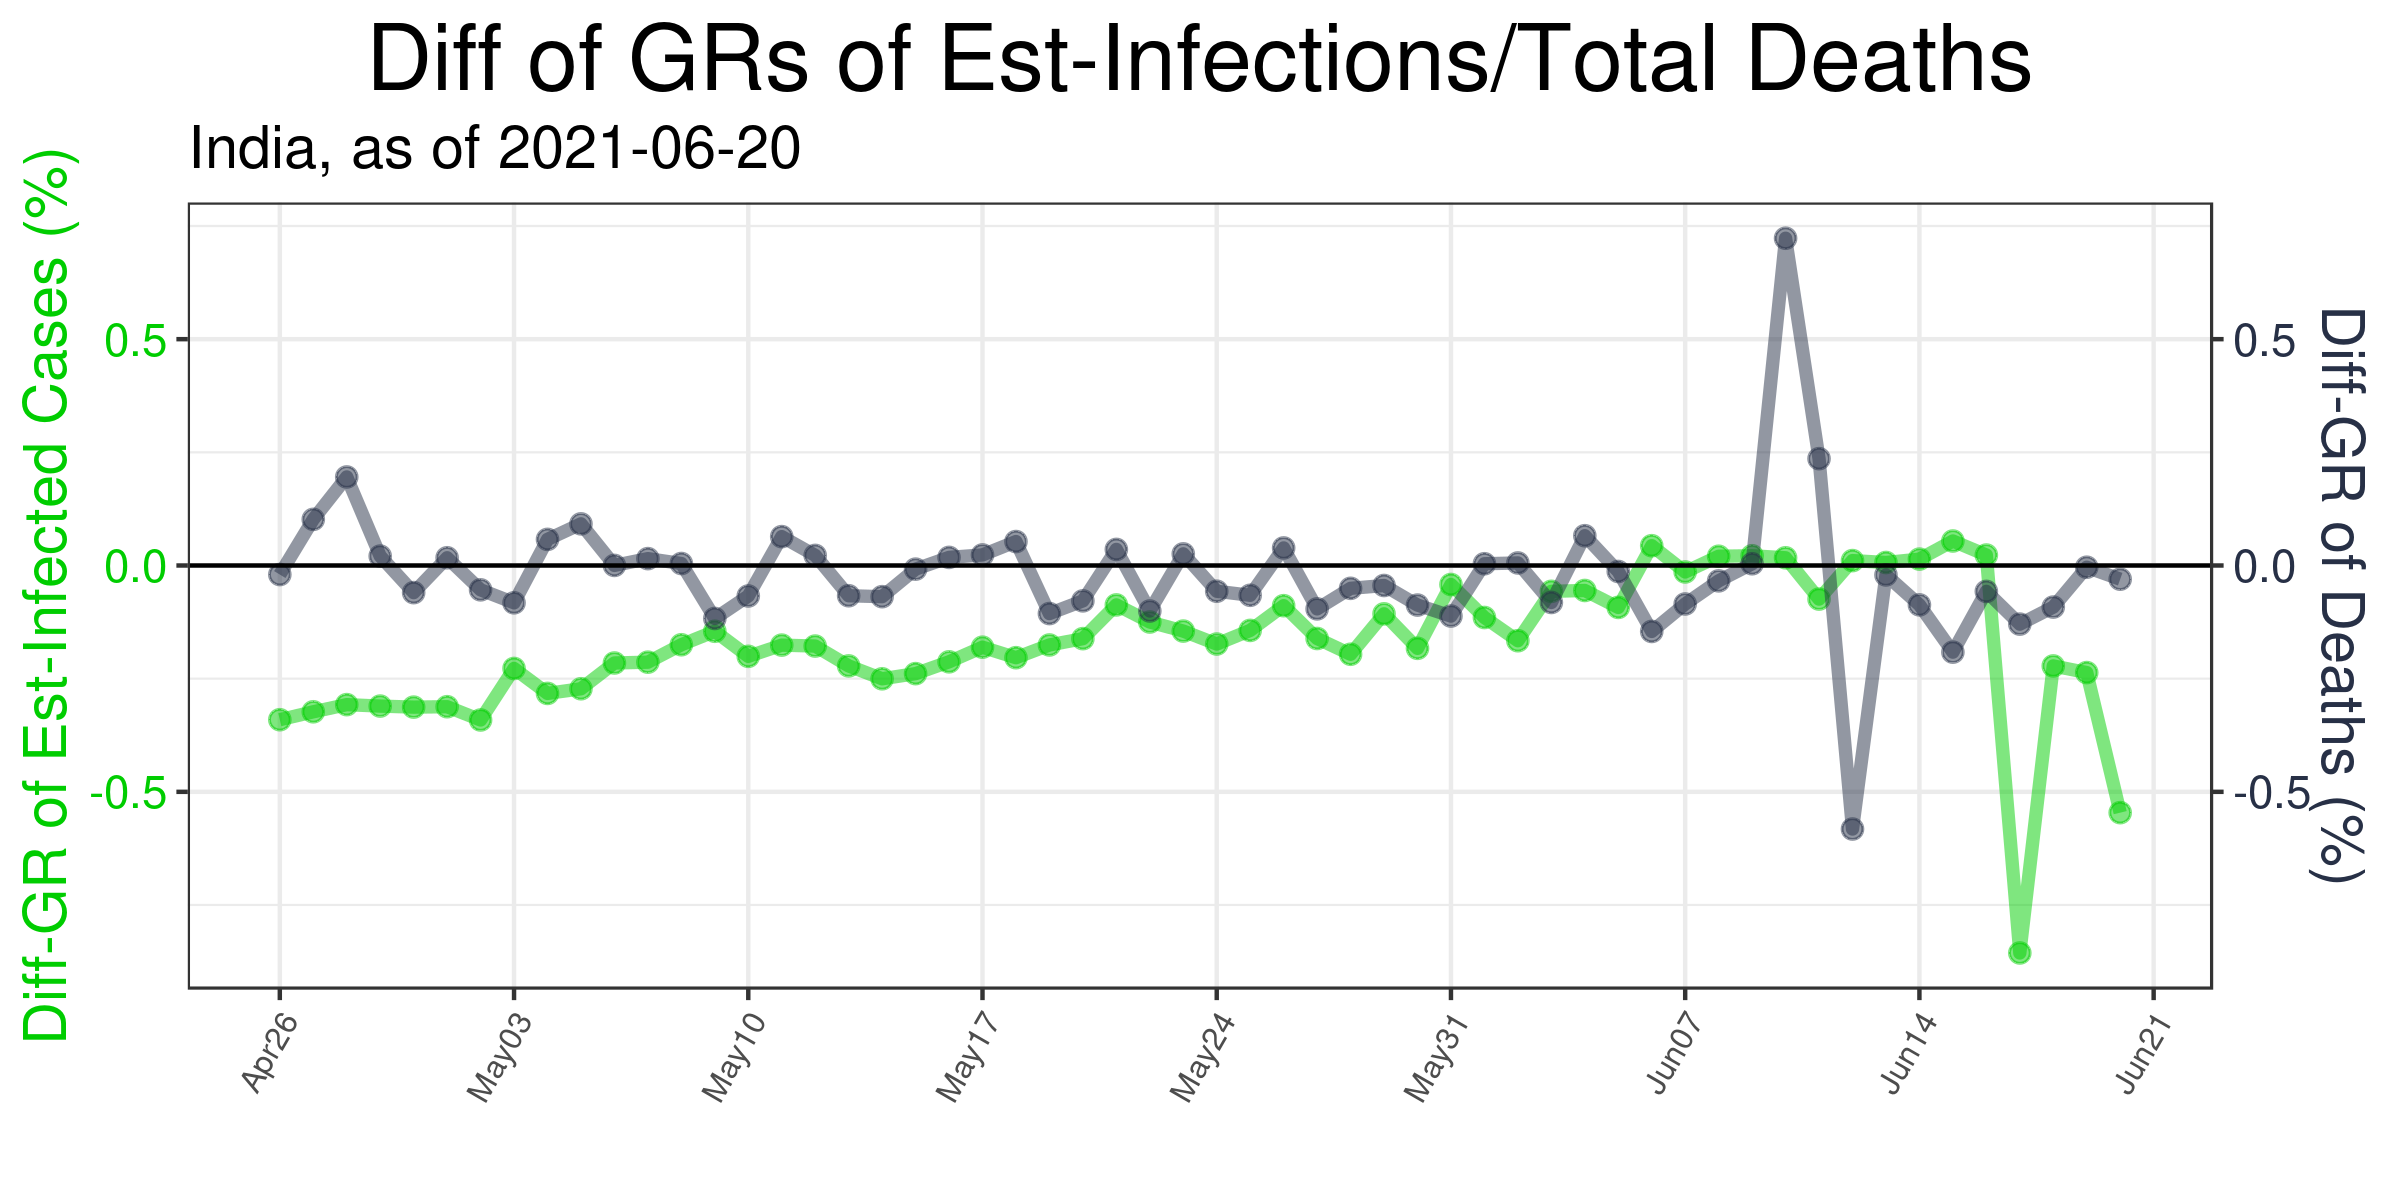 Diff of GRs of Est-Infections/Total Deaths
India, as of 2021-06-20
Diff-GR of Est-Infected Cases (%)
0.5
0.0
-0.5
0.5
0.0
-0.5
Diff-GR of Deaths (%)
Apr26
May03
May10
May17
May24
May31
Jun07
Jun14
Jun21